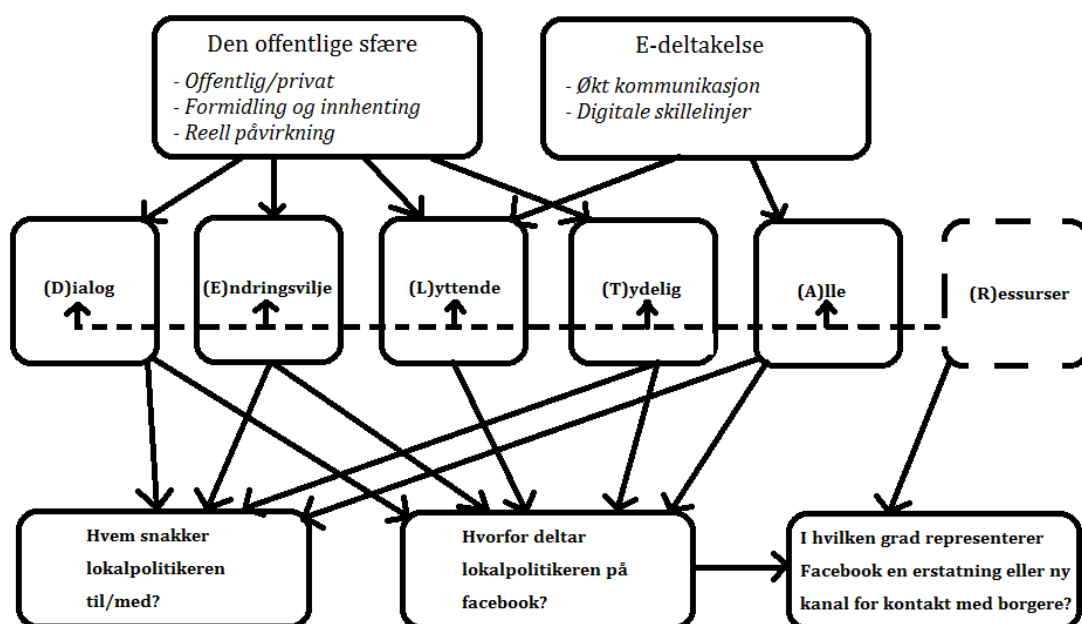 Den offentlige sfære
- Offentlig/privat
- Formidling og innhenting
- Reell påvirkning
E-deltakelse
- Økt kommunikasjon
- Digitale skillelinjer
(D)ialog
(E)ndringsvilje
(L)yttende
(T)ydelig
(A)lle
(R)essurser
Hvem snakker
lokalpolitikeren
til/med?
Hvorfor deltar
lokalpolitikeren på
facebook?
I hvilken grad representerer
Facebook en erstatning eller ny
kanal for kontakt med borgere?